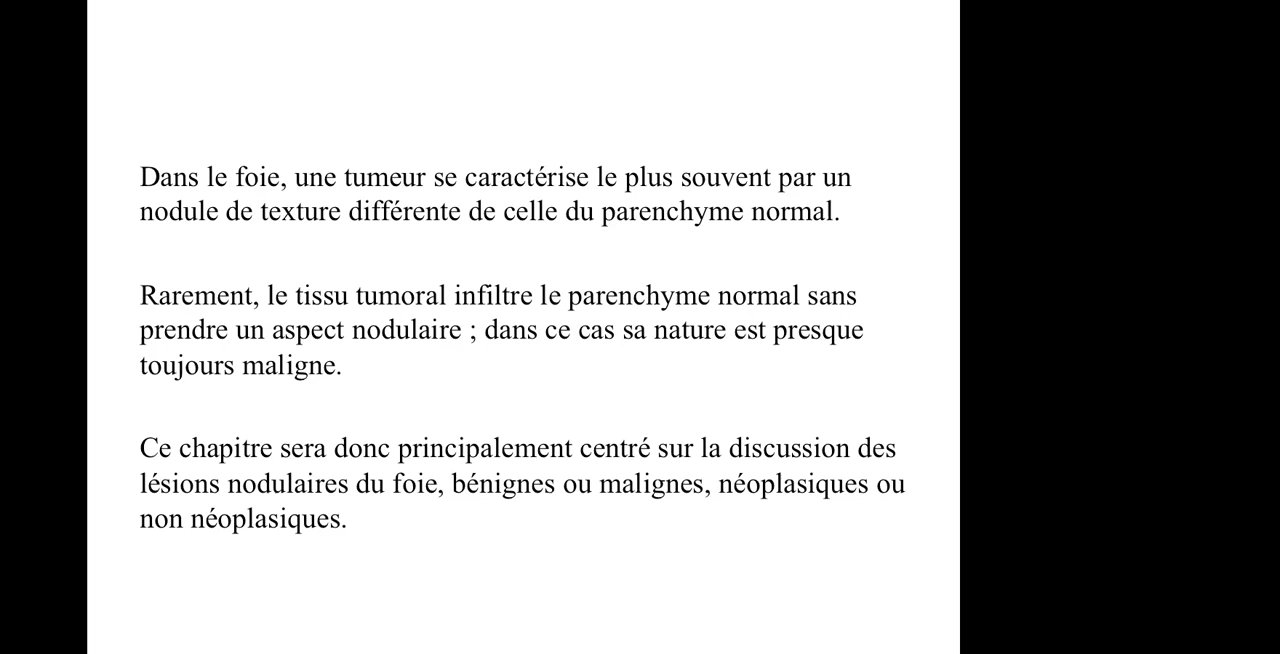 Dans le foie, une tumeur se caractérise le plus souvent par un
nodule de texture différente de celle du parenchyme normal.
Rarement, le tissu tumoral infiltre le parenchyme normal sans
prendre un aspect nodulaire ; dans ce cas sa nature est presque
toujours maligne.
Ce chapitre sera donc principalement centré sur la discussion des
lésions nodulaires du foie, bénignes ou malignes, néoplasiques ou
non néoplasiques.